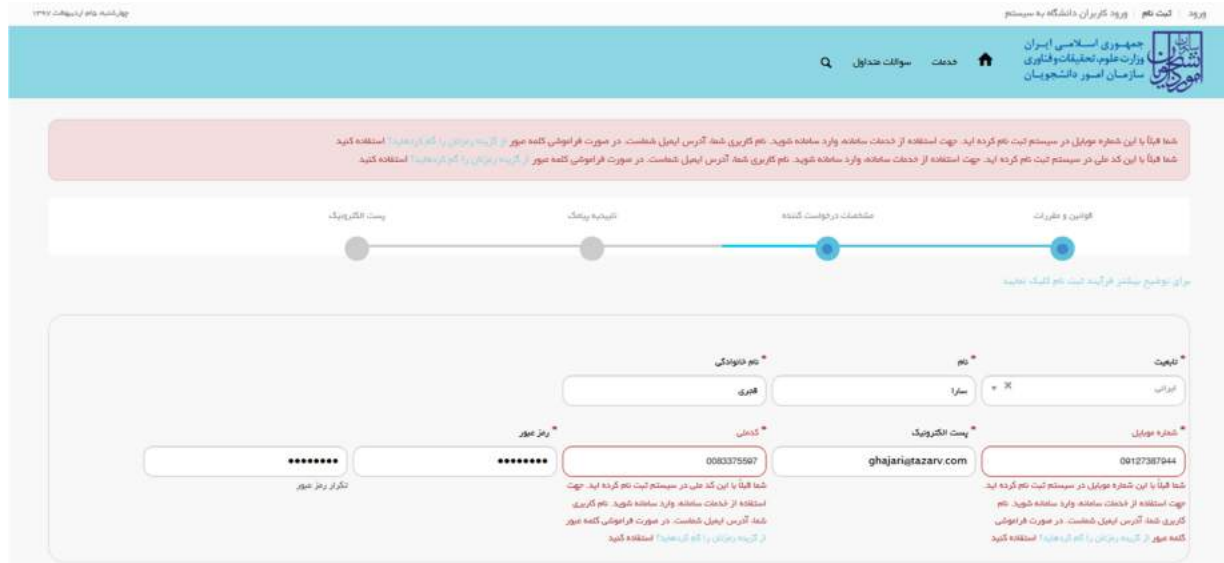 ورود ثبت نام ورود کاربران دانشگاه به سیستم
چهارشنبه ۵ام اردیبهشت ۱۳۹۷
جمهوری اسلامی ایران
وزارت علوم، تحقیقات و فناوری
سازمان امور دانشجویان
خدمات سوالات متداول
شما قبلاً با این شماره موبایل در سیستم ثبت نام کرده اید. جهت استفاده از خدمات سامانه، وارد سامانه شوید. نام کاربری شما، آدرس ایمیل شماست. در صورت فراموشی کلمه عبور از گزینه رمزتان را گم کرده‌اید؟ استفاده کنید
شما قبلاً با این کد ملی در سیستم ثبت نام کرده اید. جهت استفاده از خدمات سامانه، وارد سامانه شوید. نام کاربری شما، آدرس ایمیل شماست. در صورت فراموشی کلمه عبور از گزینه رمزتان را گم کرده‌اید؟ استفاده کنید
قوانین و مقررات مشخصات درخواست کننده تاییدیه پیامک پست الکترونیک
برای توضیح بیشتر فرآیند ثبت نام کلیک نمایید
* تابعیت * نام * نام خانوادگی
ایرانی سارا قجری
* شماره موبایل * پست الکترونیک * کدملی * رمز عبور
09127387944 ghajari@tazarv.com 0083375597
تکرار رمز عبور
شما قبلاً با این شماره موبایل در سیستم ثبت نام کرده اید.
جهت استفاده از خدمات سامانه، وارد سامانه شوید. نام
کاربری شما، آدرس ایمیل شماست. در صورت فراموشی
کلمه عبور از گزینه رمزتان را گم کرده‌اید؟ استفاده کنید
شما قبلاً با این کد ملی در سیستم ثبت نام کرده اید. جهت
استفاده از خدمات سامانه، وارد سامانه شوید. نام کاربری
شما، آدرس ایمیل شماست. در صورت فراموشی کلمه عبور
از گزینه رمزتان را گم کرده‌اید؟ استفاده کنید